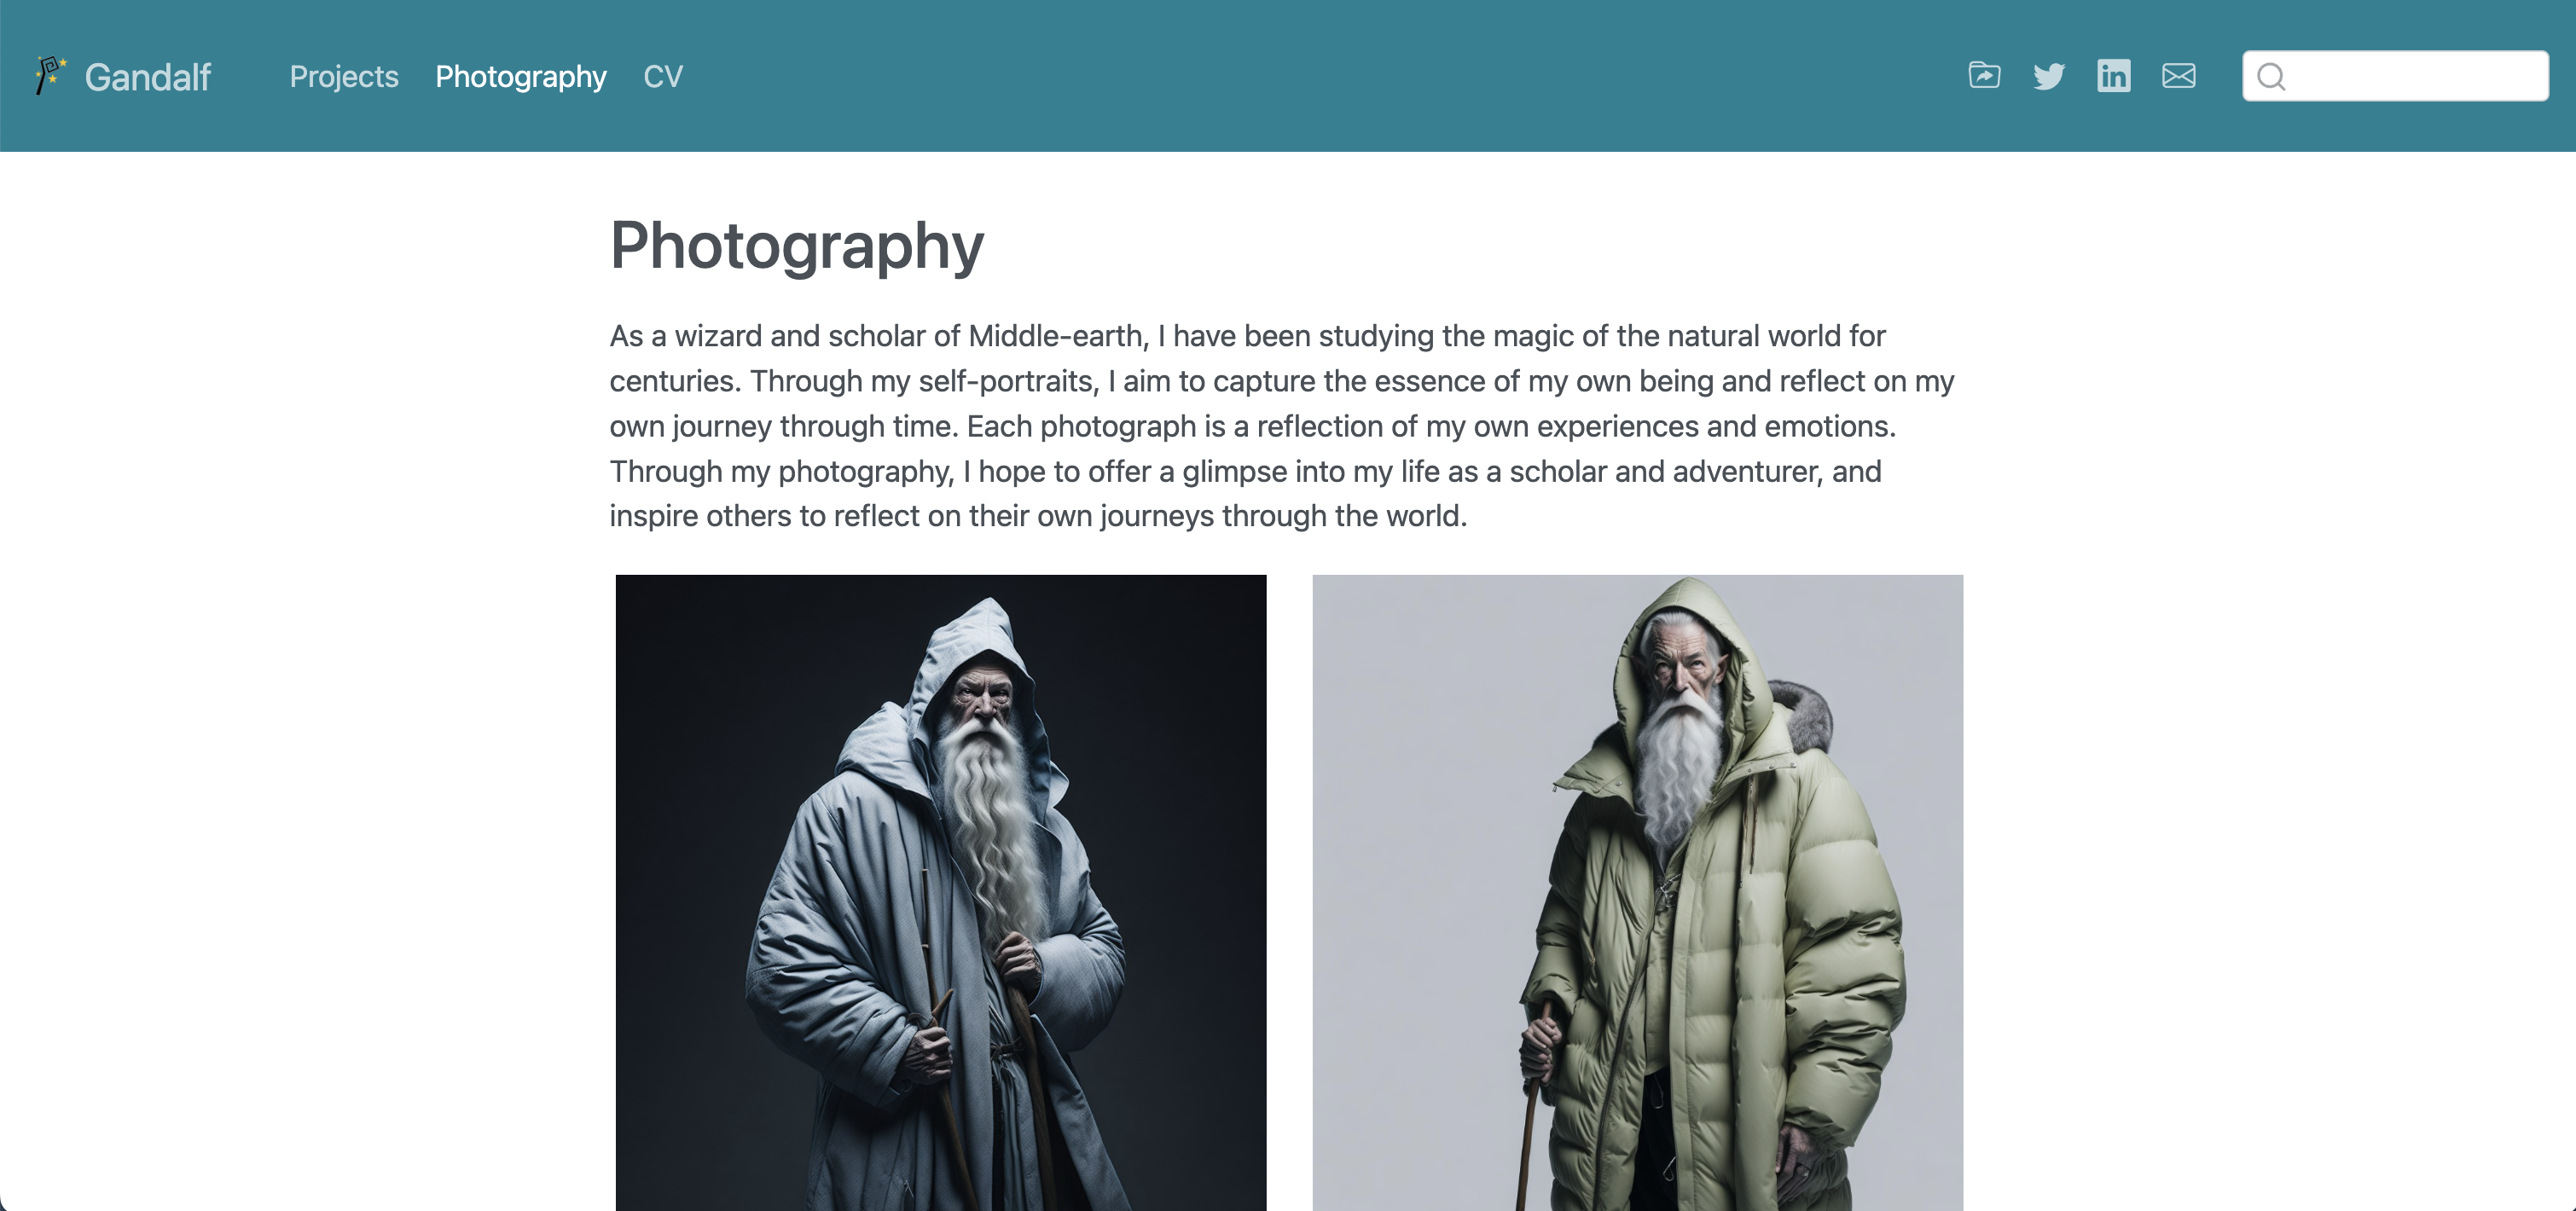 Gandalf
Projects
Photography
CV
in
Photography
As a wizard and scholar of Middle-earth, I have been studying the magic of the natural world for
centuries. Through my self-portraits, I aim to capture the essence of my own being and reflect on my
own journey through time. Each photograph is a reflection of my own experiences and emotions.
Through my photography, I hope to offer a glimpse into my life as a scholar and adventurer, and
inspire others to reflect on their own journeys through the world.